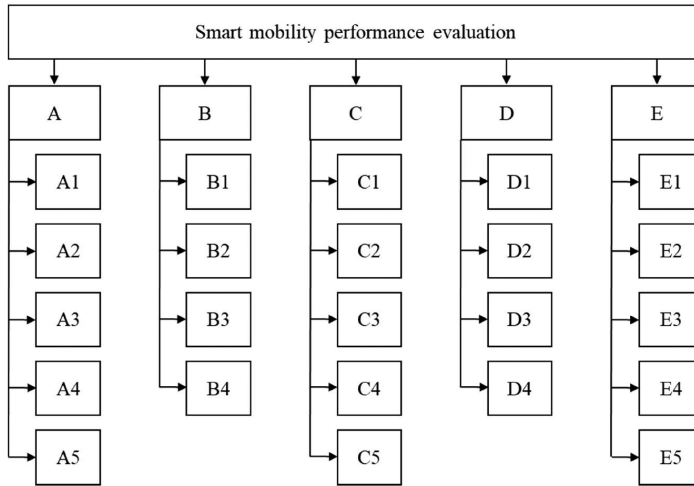 Smart mobility performance evaluation
A B C D E
A1 B1 C1 D1 E1
A2 B2 C2 D2 E2
A3 B3 C3 D3 E3
A4 B4 C4 D4 E4
A5 C5 E5